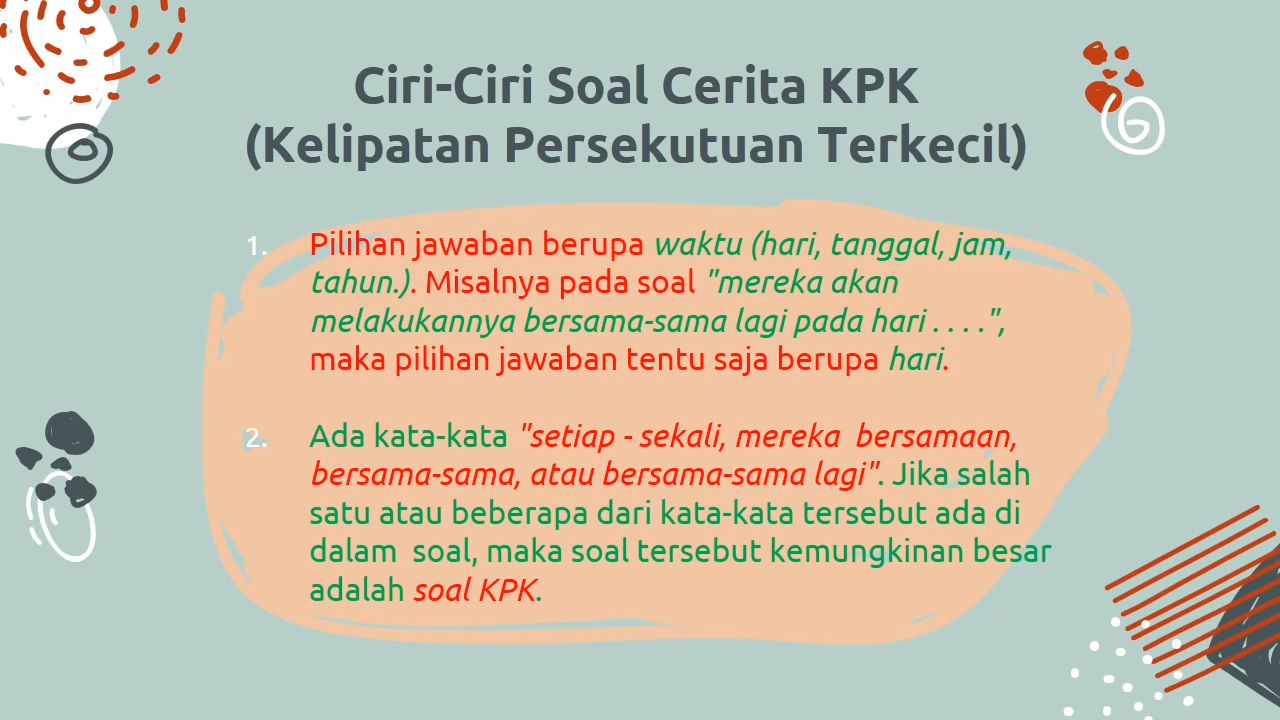 Ciri-Ciri Soal Cerita KPK
(Kelipatan Persekutuan Terkecil)
1. Pilihan jawaban berupa waktu (hari, tanggal, jam,
tahun.). Misalnya pada soal "mereka akan
melakukannya bersama-sama lagi pada hari . . . .",
maka pilihan jawaban tentu saja berupa hari.
2. Ada kata-kata "setiap - sekali, mereka  bersamaan,
bersama-sama, atau bersama-sama lagi". Jika salah
satu atau beberapa dari kata-kata tersebut ada di
dalam  soal, maka soal tersebut kemungkinan besar
adalah soal KPK.